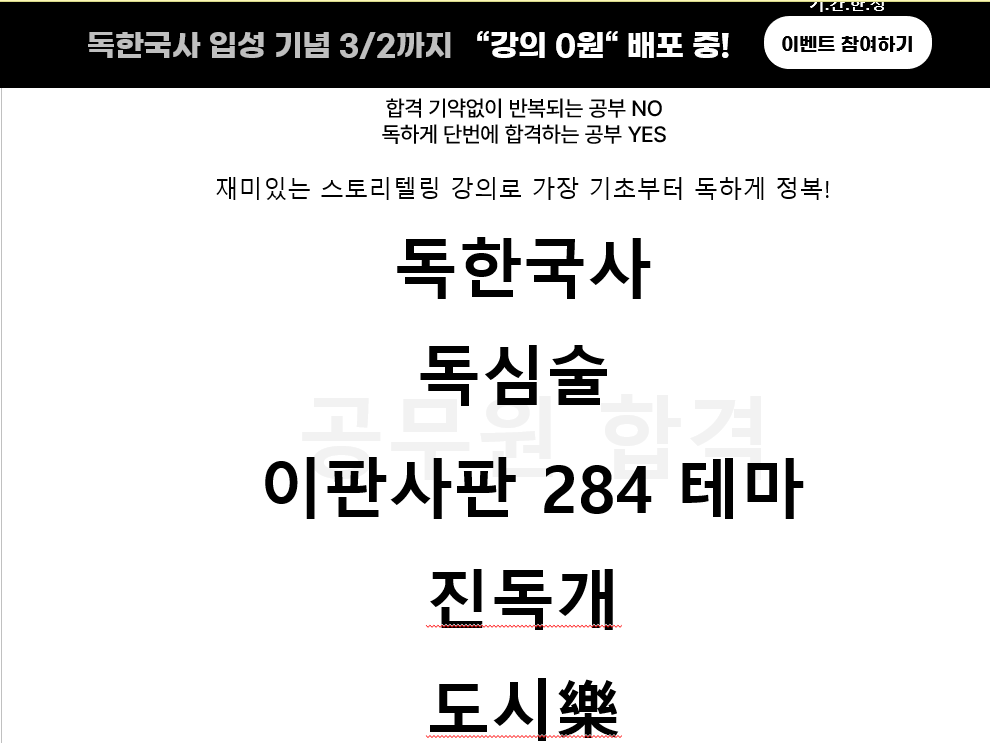 기.간.한.정
독한국사 입성 기념 3/2까지 “강의 0원“ 배포 중!
이벤트 참여하기
합격 기약없이 반복되는 공부 NO
독하게 단번에 합격하는 공부 YES
재미있는 스토리텔링 강의로 가장 기초부터 독하게 정복!
독한국사
독심술
공무원 합격
이판사판 284 테마
진독개
도시樂